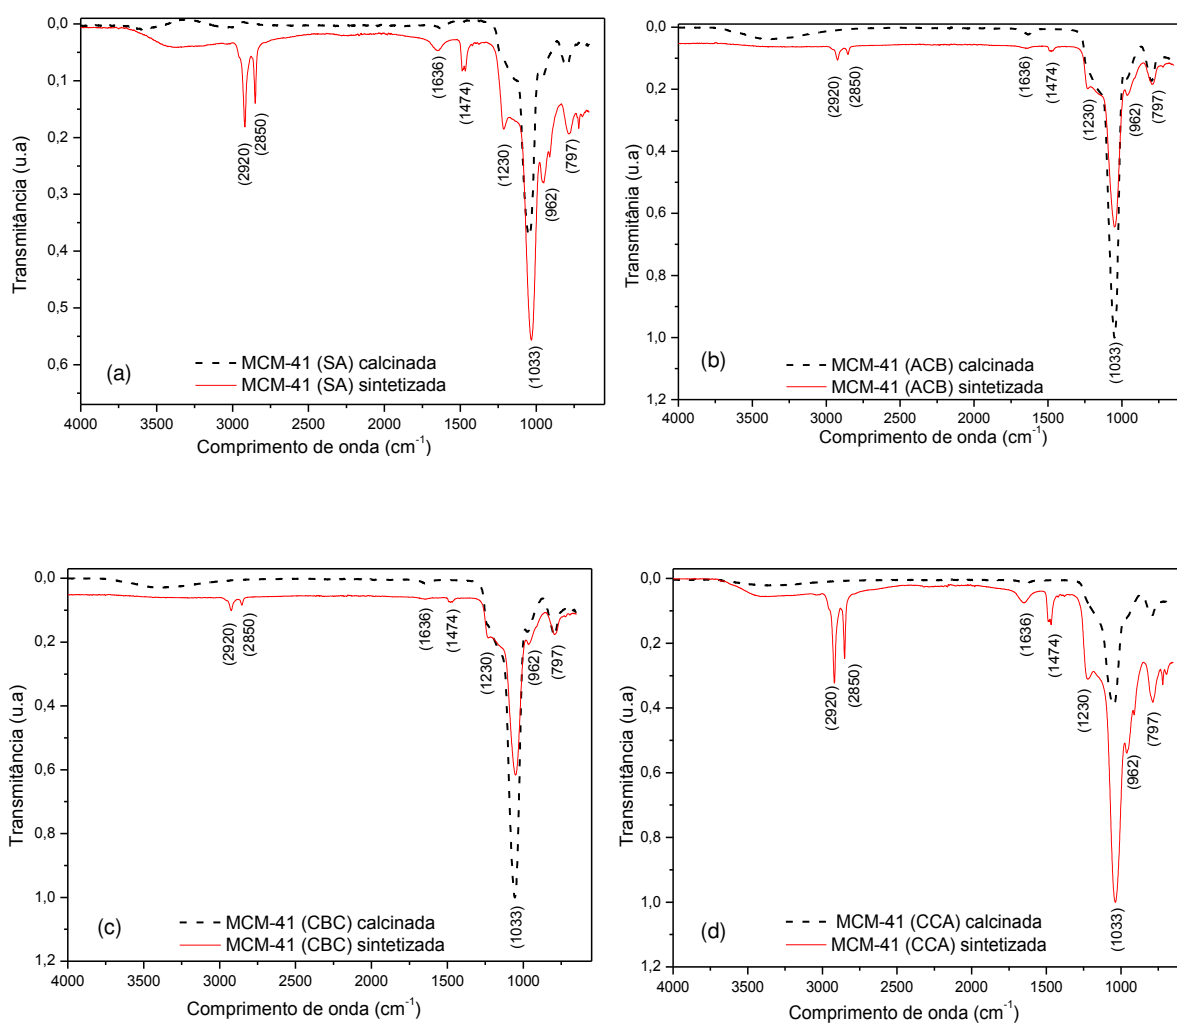 0,0
0,1
0,2
0,3
0,4
0,5
0,6
Transmitância (u.a)
(2920)
(2850)
(1636)
(1474)
(1230)
(1033)
(962)
(797)
(a)
MCM-41 (SA) calcinada
MCM-41 (SA) sintetizada
4000 3500 3000 2500 2000 1500 1000
Comprimento de onda (cm⁻¹)
0,0
0,2
0,4
0,6
0,8
1,0
1,2
Transmitânia (u.a)
(2920)
(2850)
(1636)
(1474)
(1230)
(1033)
(962)
(797)
(b)
MCM-41 (ACB) calcinada
MCM-41 (ACB) sintetizada
4000 3500 3000 2500 2000 1500 1000
Comprimento de onda (cm⁻¹)
0,0
0,2
0,4
0,6
0,8
1,0
1,2
Transmitância (u.a)
(2920)
(2850)
(1636)
(1474)
(1230)
(1033)
(962)
(797)
(c)
MCM-41 (CBC) calcinada
MCM-41 (CBC) sintetizada
4000 3500 3000 2500 2000 1500 1000
Comprimento de onda (cm⁻¹)
0,0
0,2
0,4
0,6
0,8
1,0
1,2
Transmitância (u.a)
(2920)
(2850)
(1636)
(1474)
(1230)
(1033)
(962)
(797)
(d)
MCM-41 (CCA) calcinada
MCM-41 (CCA) sintetizada
4000 3500 3000 2500 2000 1500 1000
Comprimento de onda (cm⁻¹)